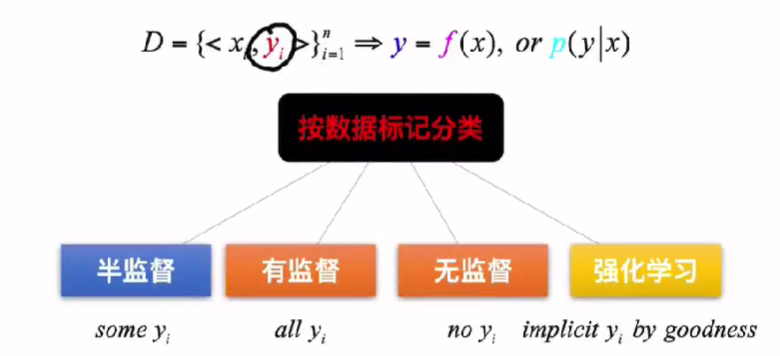 D = {< x_i, y_i >}_{i=1}^n ⇒ y = f(x), or p(y|x)
按数据标记分类
半监督 有监督 无监督 强化学习
some y_i all y_i no y_i implicit y_i by goodness